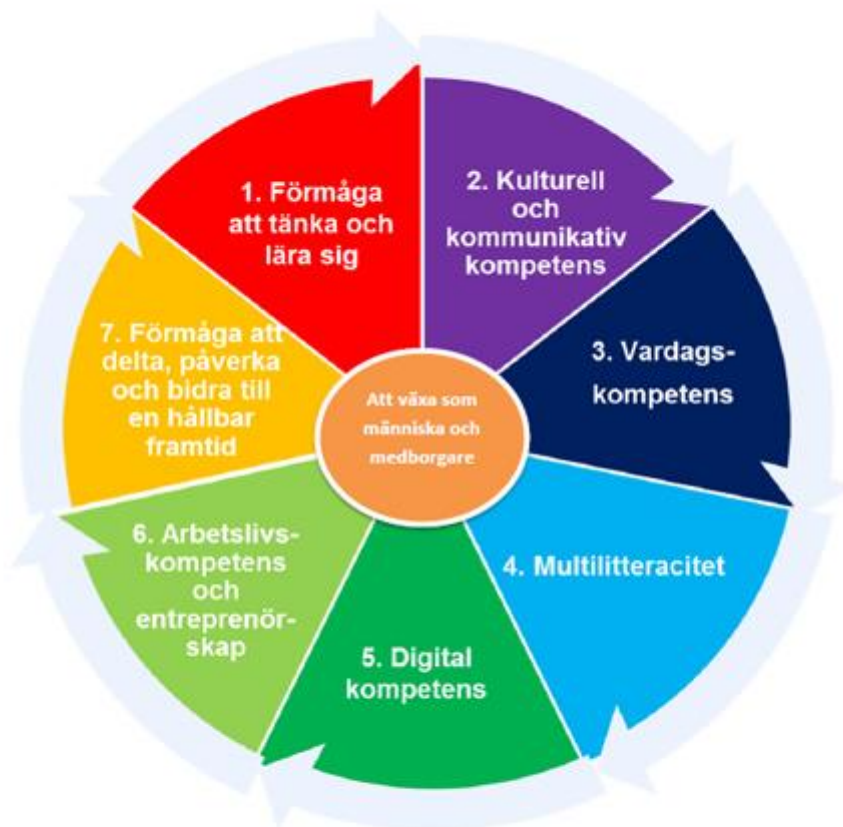 1. Förmåga
att tänka och
lära sig
2. Kulturell
och
kommunikativ
kompetens
3. Vardags-
kompetens
4. Multilitteracitet
5. Digital
kompetens
6. Arbetslivs-
kompetens
och
entreprenör-
skap
7. Förmåga att
delta, påverka
och bidra till
en hållbar
framtid
Att växa som
människa och
medborgare